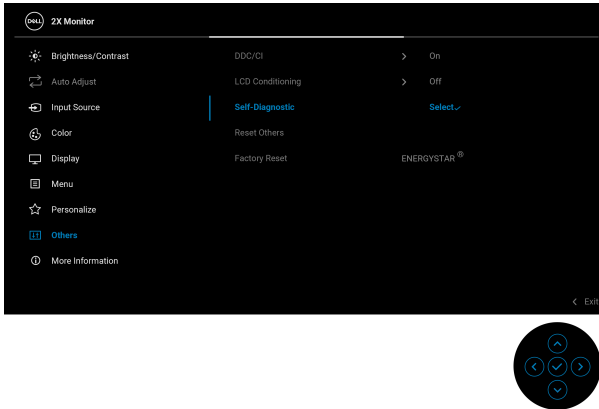 DELL 2X Monitor
Brightness/Contrast DDC/CI On
Auto Adjust LCD Conditioning Off
Input Source Self-Diagnostic Select
Color Reset Others
Display Factory Reset ENERGYSTAR ®
Menu
Personalize
Others
More Information
Exit